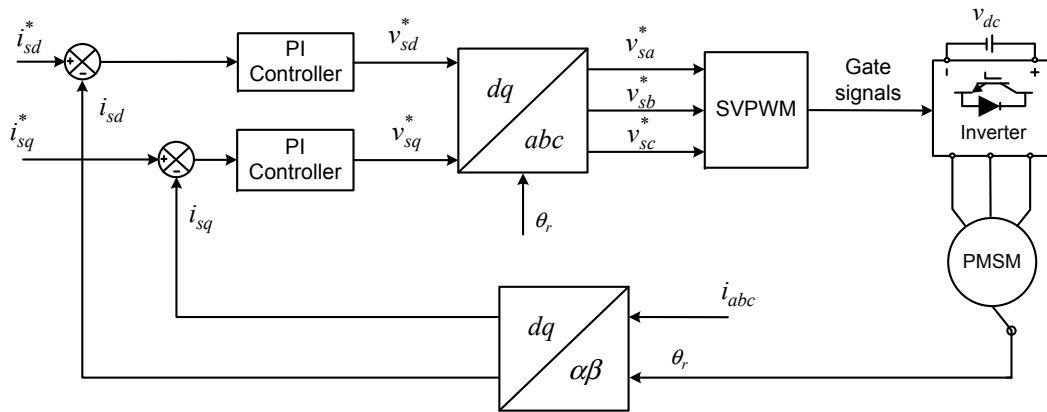 i*sd
+
-
PI
Controller
v*sd
isd
i*sq
+
-
PI
Controller
v*sq
isq
dq
abc
θr
v*sa
v*sb
v*sc
SVPWM
Gate
signals
vdc
- +
Inverter
PMSM
dq
αβ
iabc
θr